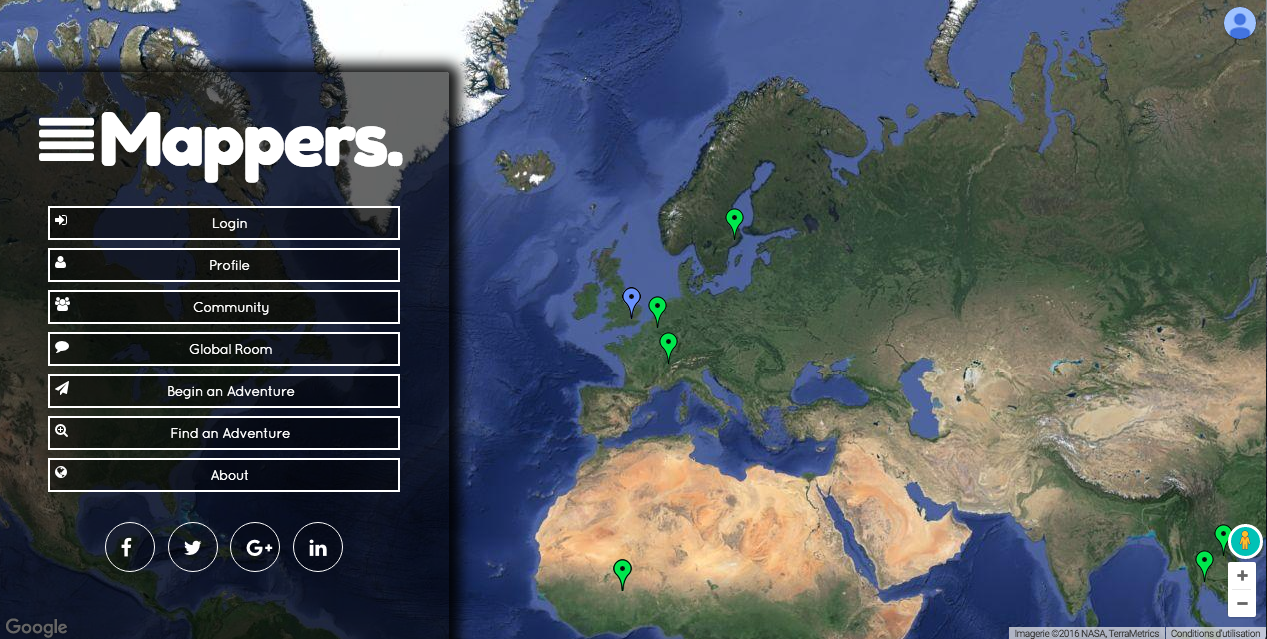 Mappers.
Login
Profile
Community
Global Room
Begin an Adventure
Find an Adventure
About
f G+ in
+
−
Google
Imagerie ©2016 NASA, TerraMetrics
Conditions d'utilisation